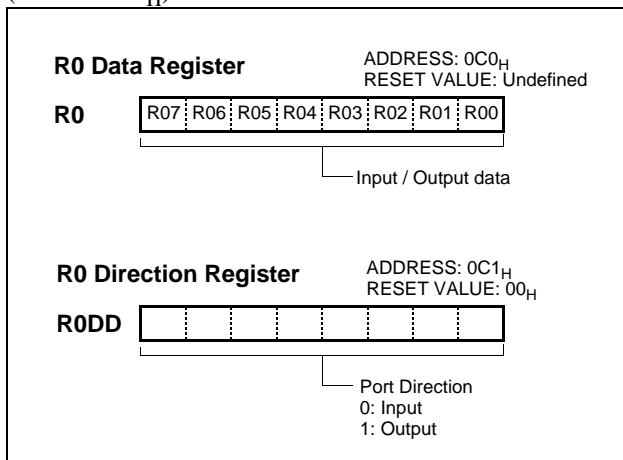 R0 Data Register
ADDRESS: 0C0H
RESET VALUE: Undefined
R0
R07 R06 R05 R04 R03 R02 R01 R00
Input / Output data
R0 Direction Register
ADDRESS: 0C1H
RESET VALUE: 00H
R0DD
Port Direction
0: Input
1: Output